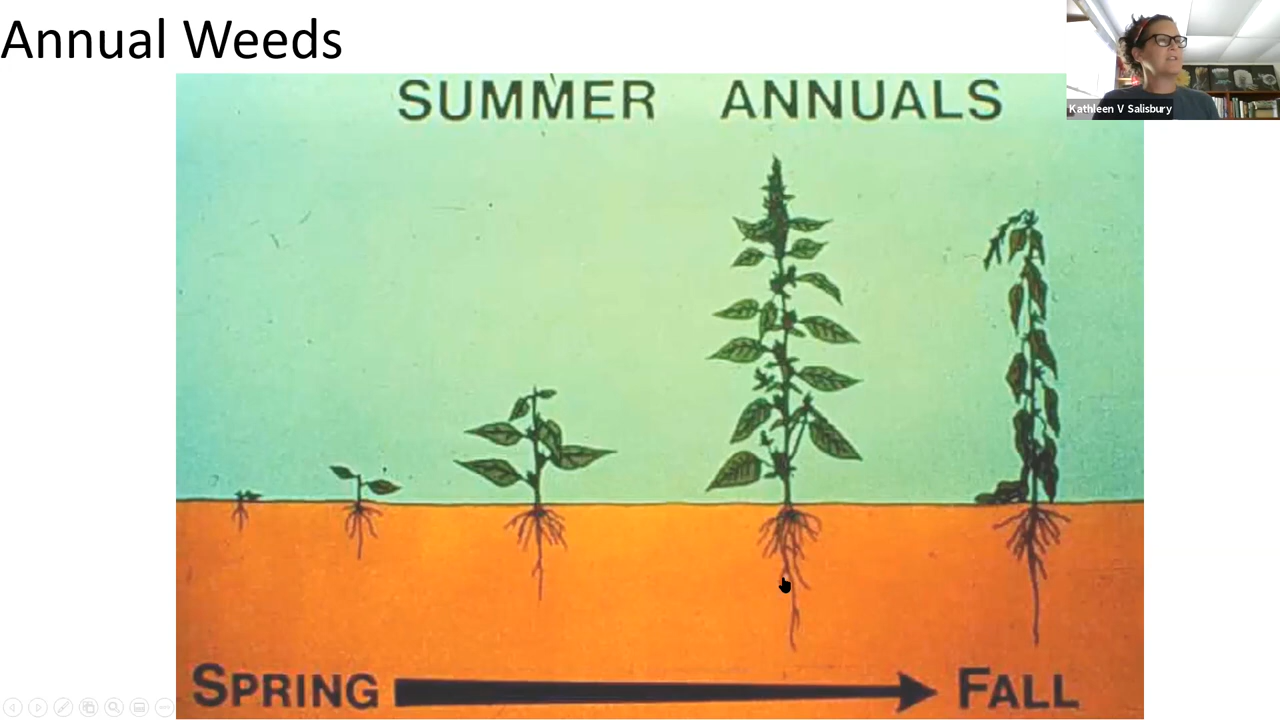 Annual Weeds
Kathleen V Salisbury
SUMMER ANNUALS
SPRING
FALL